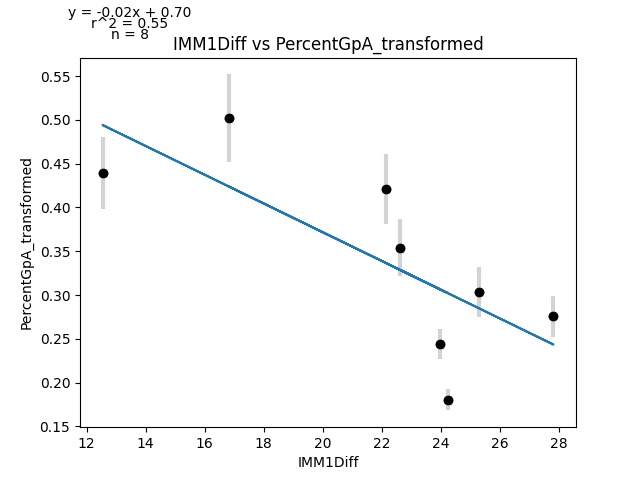 y = -0.02x + 0.70
r^2 = 0.55
n = 8
IMM1Diff vs PercentGpA_transformed
0.55
0.50
0.45
0.40
0.35
0.30
0.25
0.20
0.15
PercentGpA_transformed
12 14 16 18 20 22 24 26 28
IMM1Diff